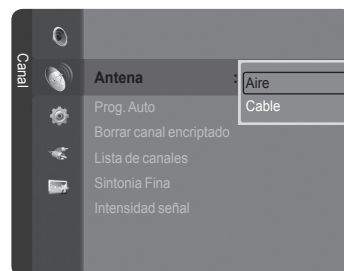 Canal
Antena : Aire
Cable
Prog. Auto
Borrar canal encriptado
Lista de canales
Sintonia Fina
Intensidad señal